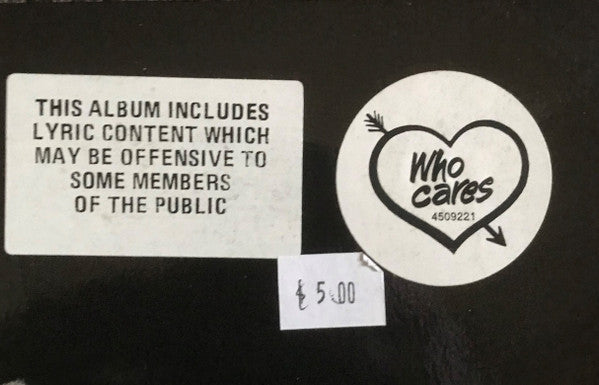 THIS ALBUM INCLUDES
LYRIC CONTENT WHICH
MAY BE OFFENSIVE TO
SOME MEMBERS
OF THE PUBLIC
Who
cares
4509221
£ 5.00